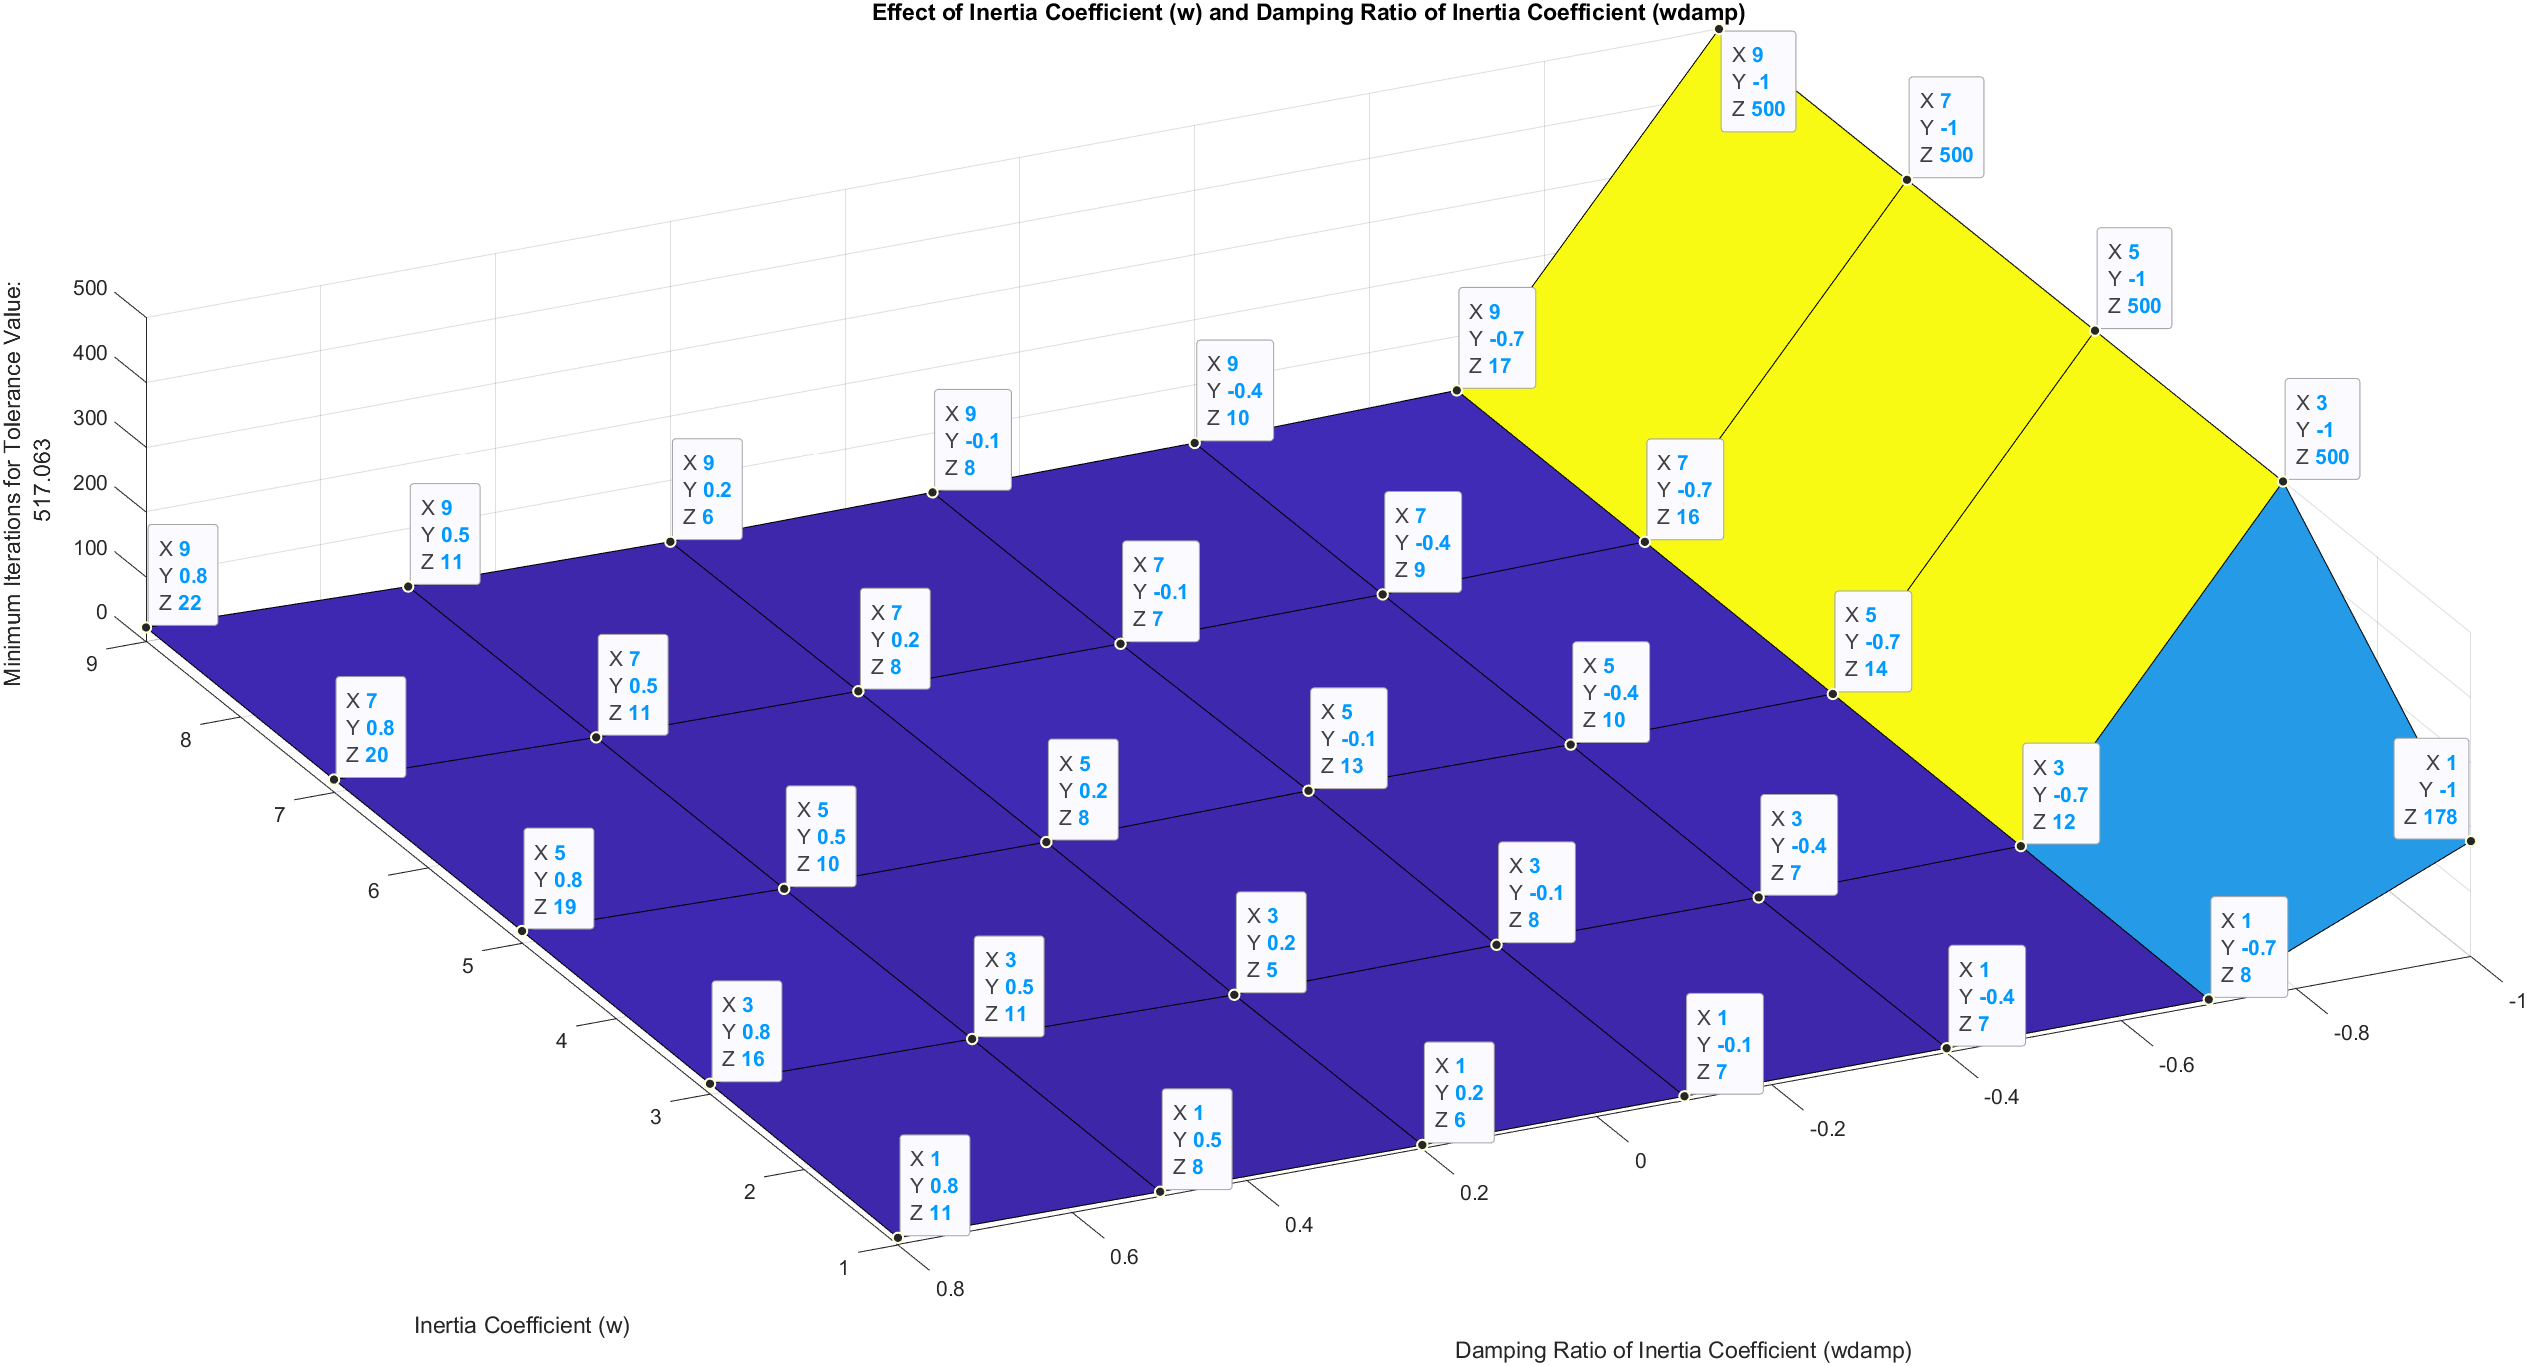 Effect of Inertia Coefficient (w) and Damping Ratio of Inertia Coefficient (wdamp)
X 9
Y -1
Z 500
X 7
Y -1
Z 500
X 5
Y -1
Z 500
X 3
Y -1
Z 500
X 1
Y -1
Z 178
X 9
Y -0.7
Z 17
X 7
Y -0.7
Z 16
X 5
Y -0.7
Z 14
X 3
Y -0.7
Z 12
X 1
Y -0.7
Z 8
X 9
Y -0.4
Z 10
X 7
Y -0.4
Z 9
X 5
Y -0.4
Z 10
X 3
Y -0.4
Z 7
X 1
Y -0.4
Z 7
X 9
Y -0.1
Z 8
X 7
Y -0.1
Z 7
X 5
Y -0.1
Z 13
X 3
Y -0.1
Z 8
X 1
Y -0.1
Z 7
X 9
Y 0.2
Z 6
X 7
Y 0.2
Z 8
X 5
Y 0.2
Z 8
X 3
Y 0.2
Z 5
X 1
Y 0.2
Z 6
X 9
Y 0.5
Z 11
X 7
Y 0.5
Z 11
X 5
Y 0.5
Z 10
X 3
Y 0.5
Z 11
X 1
Y 0.5
Z 8
X 9
Y 0.8
Z 22
X 7
Y 0.8
Z 20
X 5
Y 0.8
Z 19
X 3
Y 0.8
Z 16
X 1
Y 0.8
Z 11
Minimum Iterations for Tolerance Value:
517.063
500
400
300
200
100
0
9
8
7
6
5
4
3
2
1
0.8
0.6
0.4
0.2
0
-0.2
-0.4
-0.6
-0.8
-1
Inertia Coefficient (w)
Damping Ratio of Inertia Coefficient (wdamp)